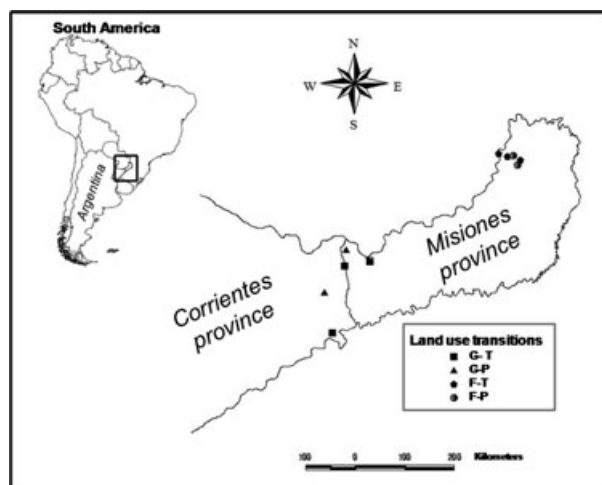 South America
N
W E
S
Argentina
Misiones
province
Corrientes
province
Land use transitions
G-T
G-P
F-T
F-P
100 0 100 200 Kilometers